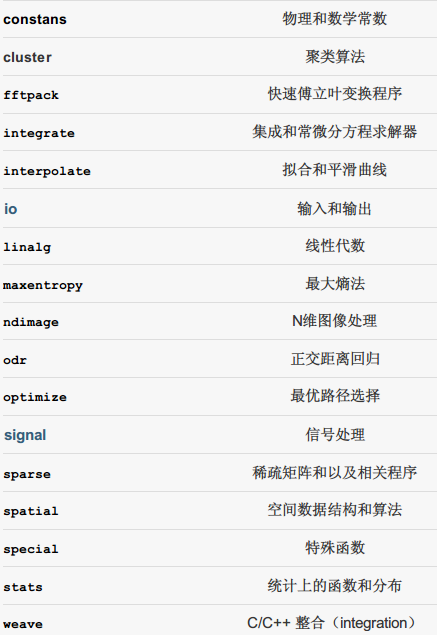 constans 物理和数学常数
cluster 聚类算法
fftpack 快速傅立叶变换程序
integrate 集成和常微分方程求解器
interpolate 拟合和平滑曲线
io 输入和输出
linalg 线性代数
maxentropy 最大熵法
ndimage N维图像处理
odr 正交距离回归
optimize 最优路径选择
signal 信号处理
sparse 稀疏矩阵和以及相关程序
spatial 空间数据结构和算法
special 特殊函数
stats 统计上的函数和分布
weave C/C++ 整合（integration）